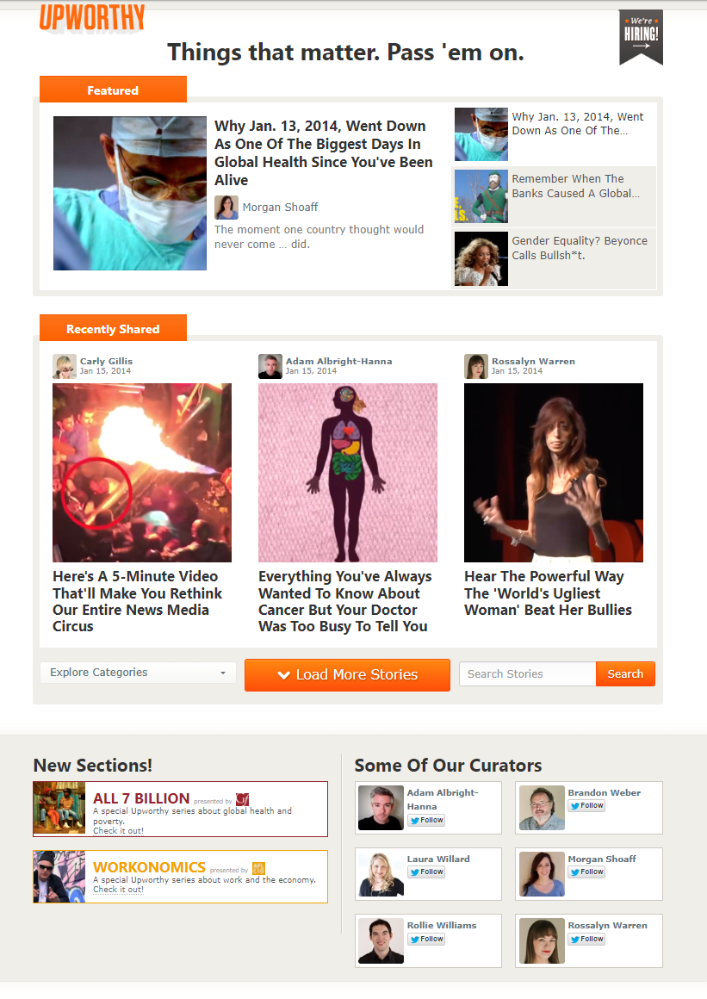 UPWORTHY
We're
HIRING!
Things that matter. Pass 'em on.
Featured
Why Jan. 13, 2014, Went Down
As One Of The Biggest Days In
Global Health Since You've Been
Alive
Morgan Shoaff
The moment one country thought would
never come ... did.
Why Jan. 13, 2014, Went
Down As One Of The...
Remember When The
Banks Caused A Global...
Gender Equality? Beyonce
Calls Bullsh*t.
Recently Shared
Carly Gillis
Jan 15, 2014
Here's A 5-Minute Video
That'll Make You Rethink
Our Entire News Media
Circus
Adam Albright-Hanna
Jan 15, 2014
Everything You've Always
Wanted To Know About
Cancer But Your Doctor
Was Too Busy To Tell You
Rossalyn Warren
Jan 15, 2014
Hear The Powerful Way
The 'World's Ugliest
Woman' Beat Her Bullies
Explore Categories
Load More Stories
Search Stories
Search
New Sections!
ALL 7 BILLION presented by Gf
A special Upworthy series about global health and
poverty.
Check it out!
WORKONOMICS presented by
A special Upworthy series about work and the economy.
Check it out!
Some Of Our Curators
Adam Albright-
Hanna
Follow
Brandon Weber
Follow
Laura Willard
Follow
Morgan Shoaff
Follow
Rollie Williams
Follow
Rossalyn Warren
Follow